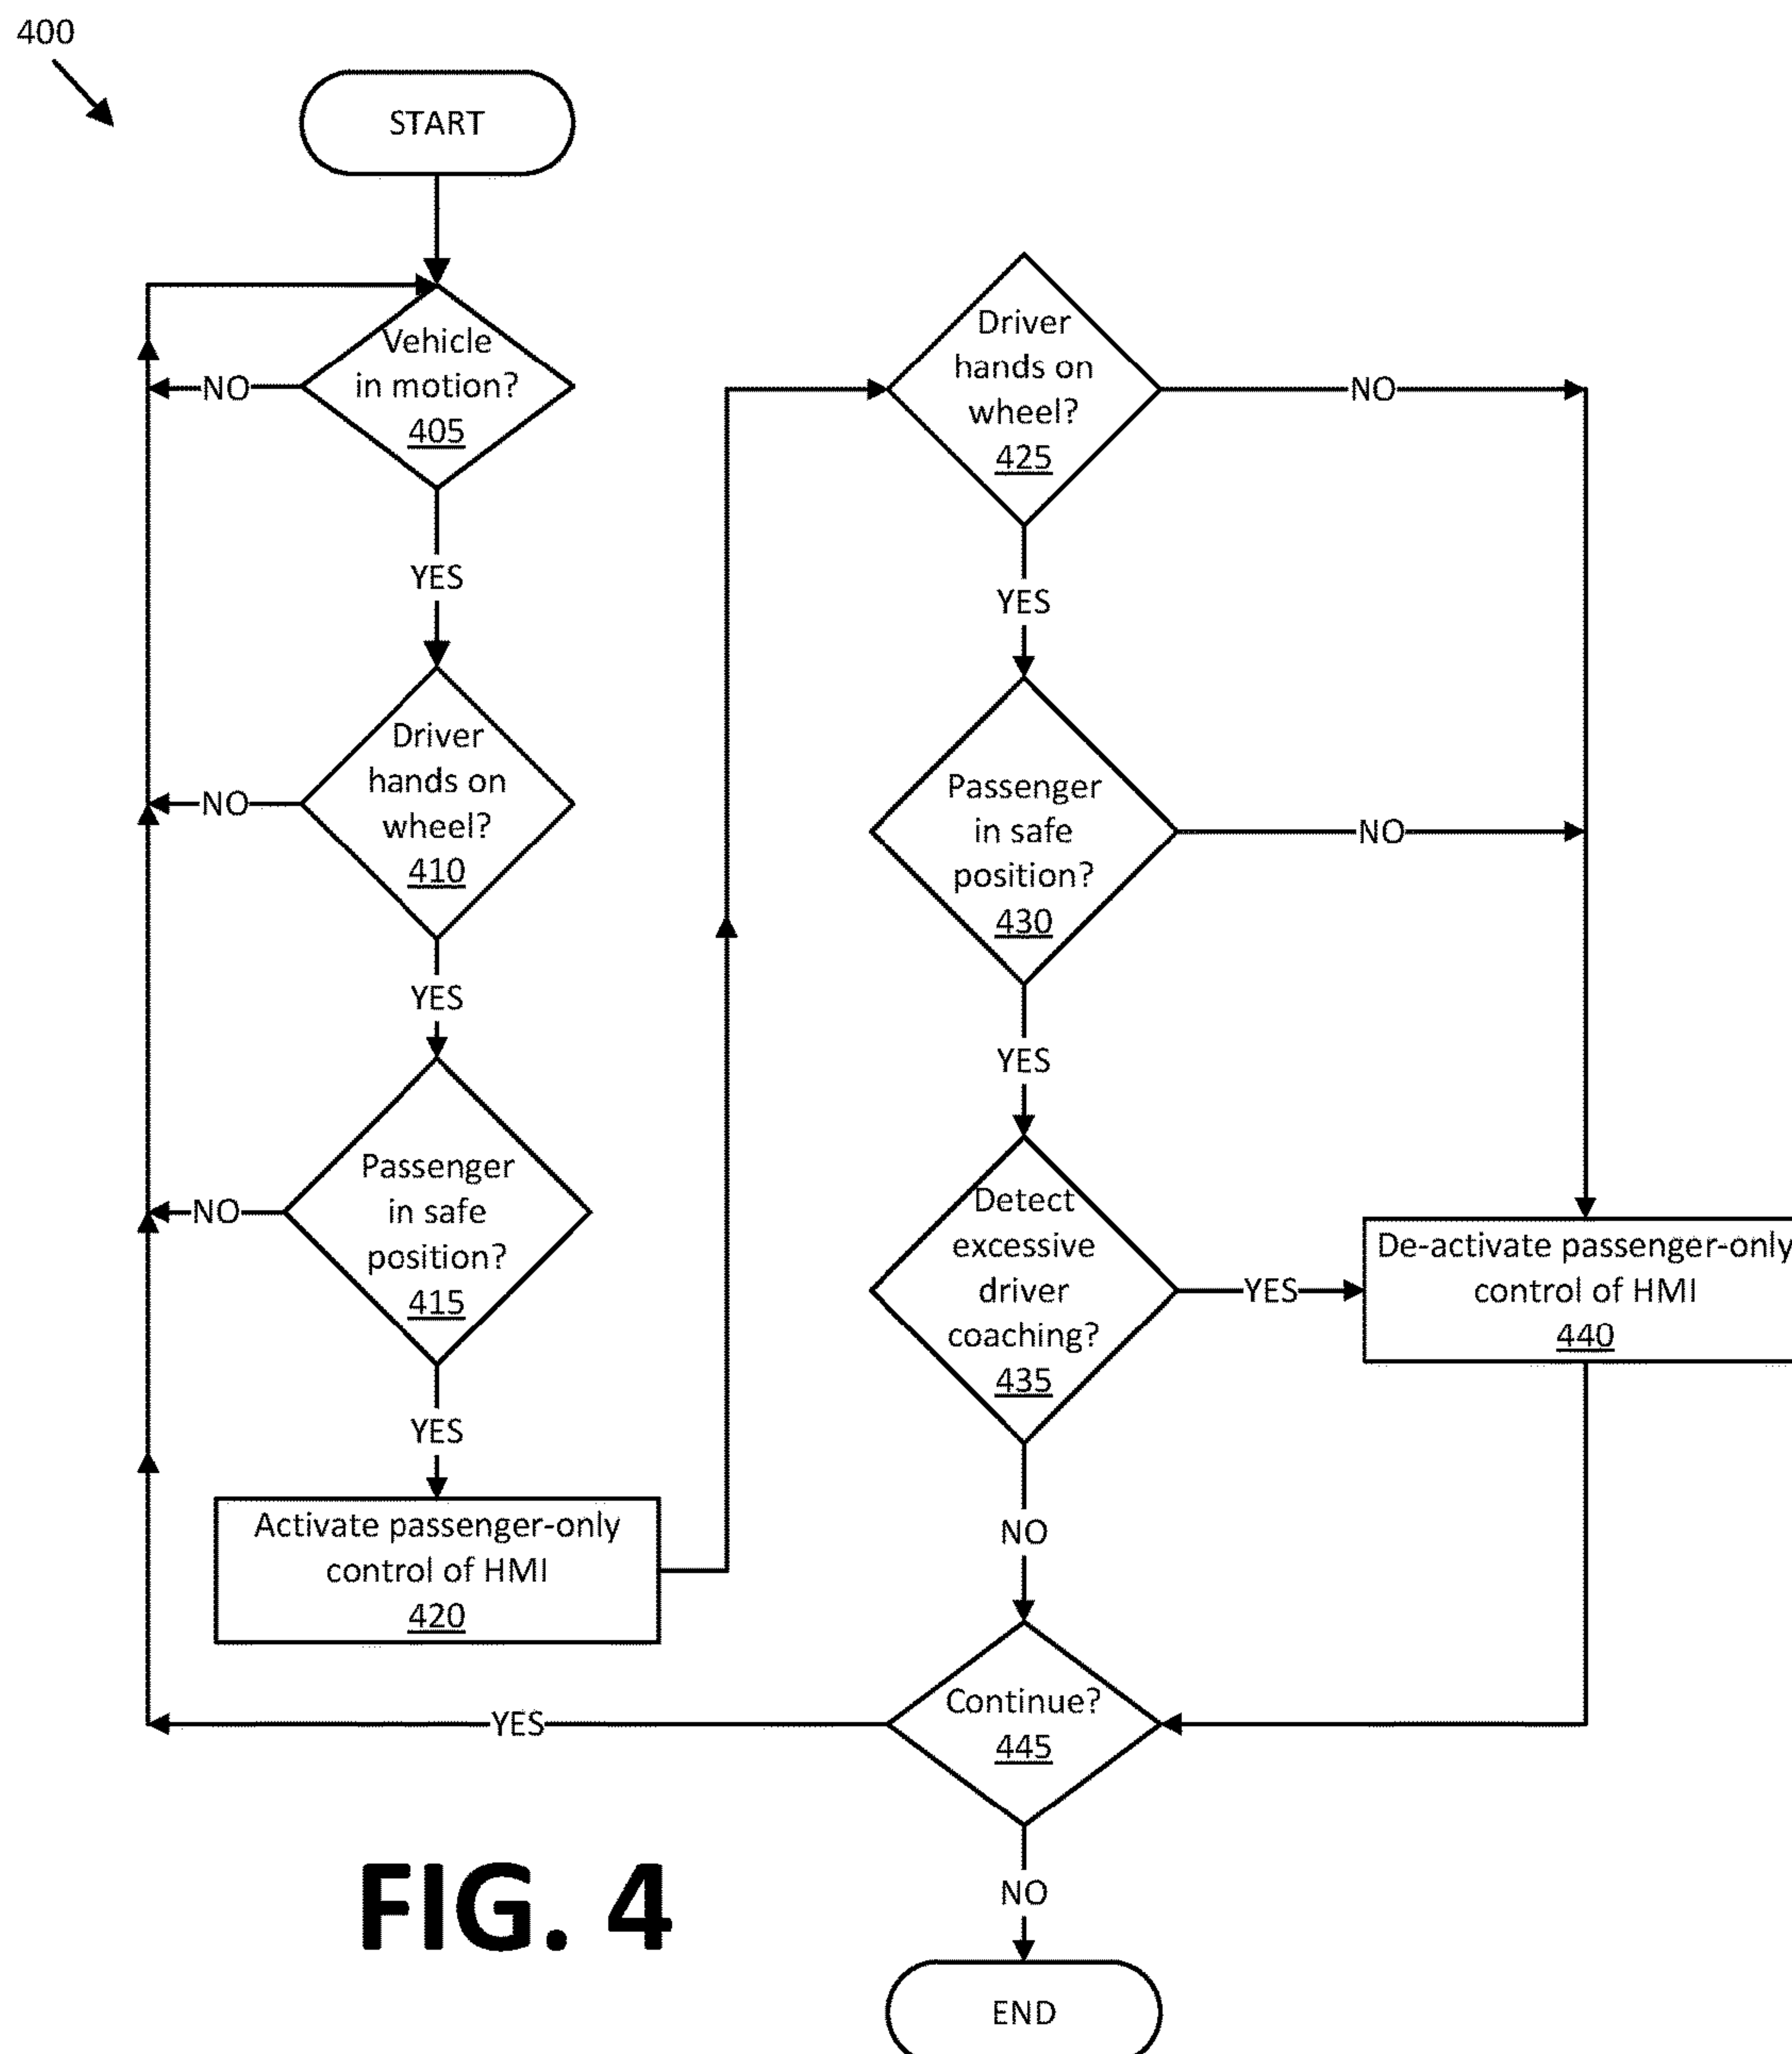 400
START
Vehicle
in motion?
405
NO
YES
Driver
hands on
wheel?
410
NO
YES
Passenger
in safe
position?
415
NO
YES
Activate passenger-only
control of HMI
420
Driver
hands on
wheel?
425
NO
YES
Passenger
in safe
position?
430
NO
YES
Detect
excessive
driver
coaching?
435
YES
De-activate passenger-only
control of HMI
440
NO
Continue?
445
YES
NO
END
FIG. 4